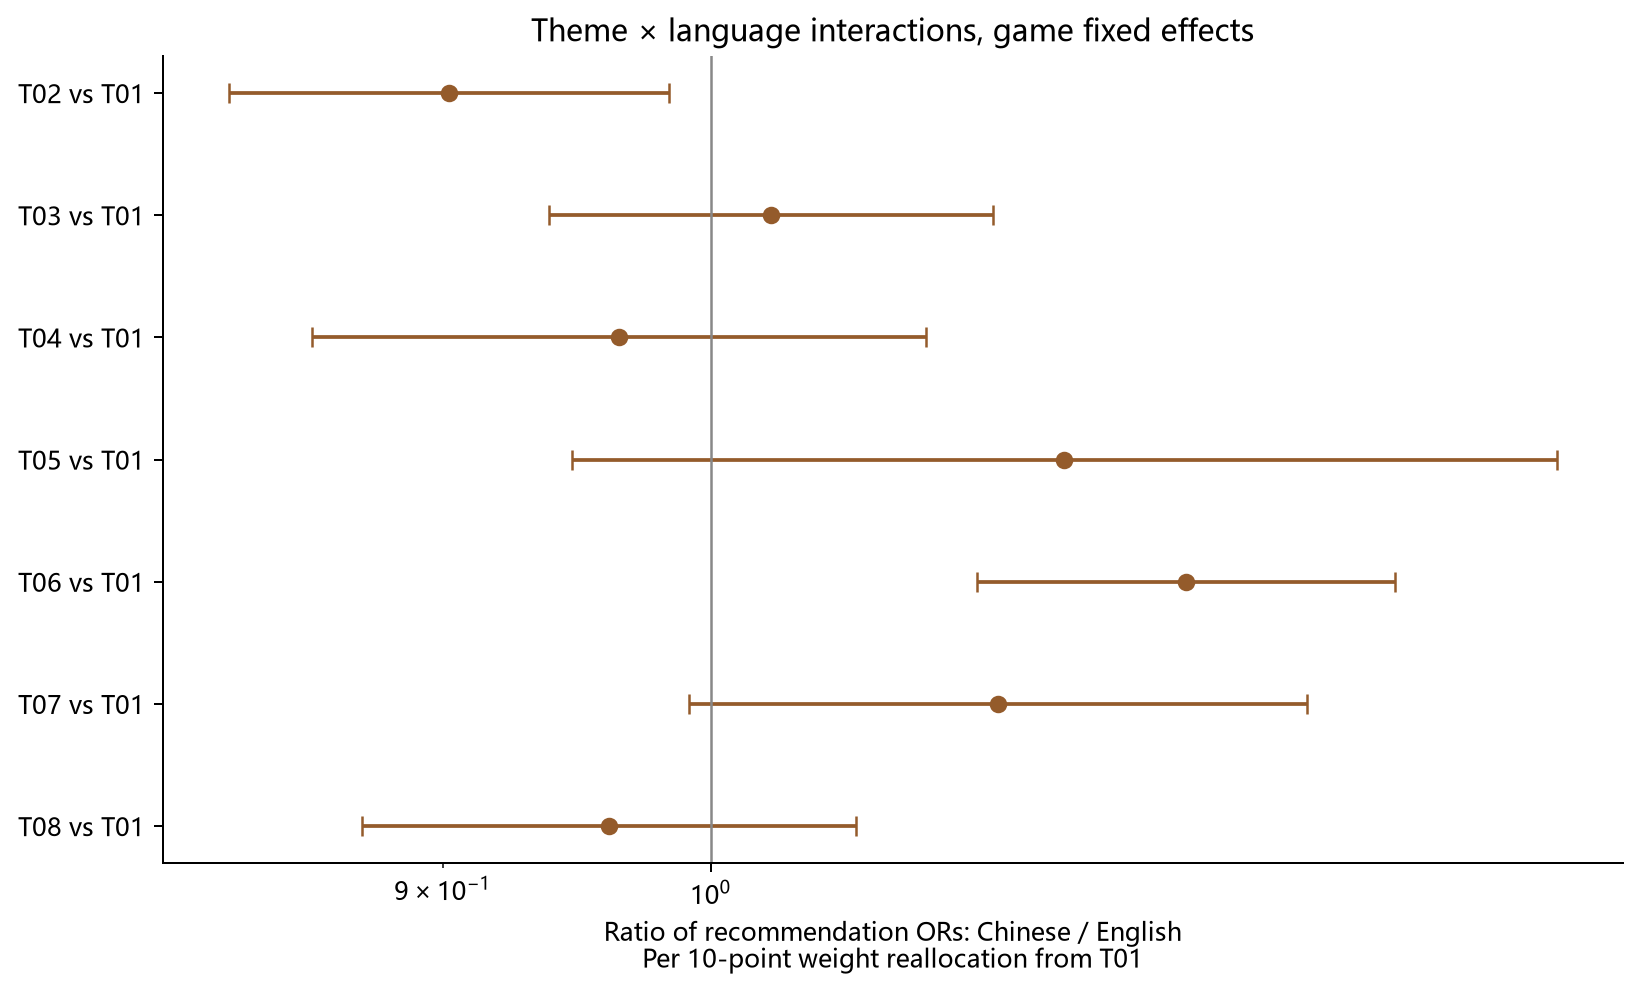 Theme × language interactions, game fixed effects
T02 vs T01
T03 vs T01
T04 vs T01
T05 vs T01
T06 vs T01
T07 vs T01
T08 vs T01
9 × 10⁻¹
10⁰
Ratio of recommendation ORs: Chinese / English
Per 10-point weight reallocation from T01